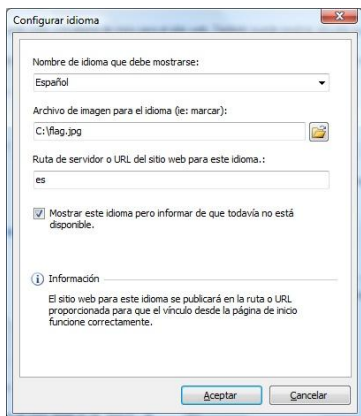 Configurar idioma
Nombre de idioma que debe mostrarse:
Español
Archivo de imagen para el idioma (ie: marcar):
C:\flag.jpg
Ruta de servidor o URL del sitio web para este idioma.:
es
Mostrar este idioma pero informar de que todavía no está
disponible.
Información
El sitio web para este idioma se publicará en la ruta o URL
proporcionada para que el vínculo desde la página de inicio
funcione correctamente.
Aceptar
Cancelar